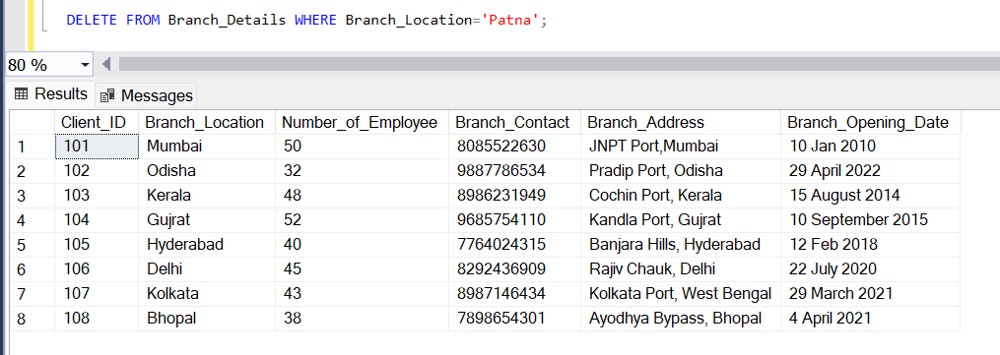 DELETE FROM Branch_Details WHERE Branch_Location='Patna';
80 %
Results Messages
Client_ID Branch_Location Number_of_Employee Branch_Contact Branch_Address Branch_Opening_Date
1 101 Mumbai 50 8085522630 JNPT Port,Mumbai 10 Jan 2010
2 102 Odisha 32 9887786534 Pradip Port, Odisha 29 April 2022
3 103 Kerala 48 8986231949 Cochin Port, Kerala 15 August 2014
4 104 Gujrat 52 9685754110 Kandla Port, Gujrat 10 September 2015
5 105 Hyderabad 40 7764024315 Banjara Hills, Hyderabad 12 Feb 2018
6 106 Delhi 45 8292436909 Rajiv Chauk, Delhi 22 July 2020
7 107 Kolkata 43 8987146434 Kolkata Port, West Bengal 29 March 2021
8 108 Bhopal 38 7898654301 Ayodhya Bypass, Bhopal 4 April 2021